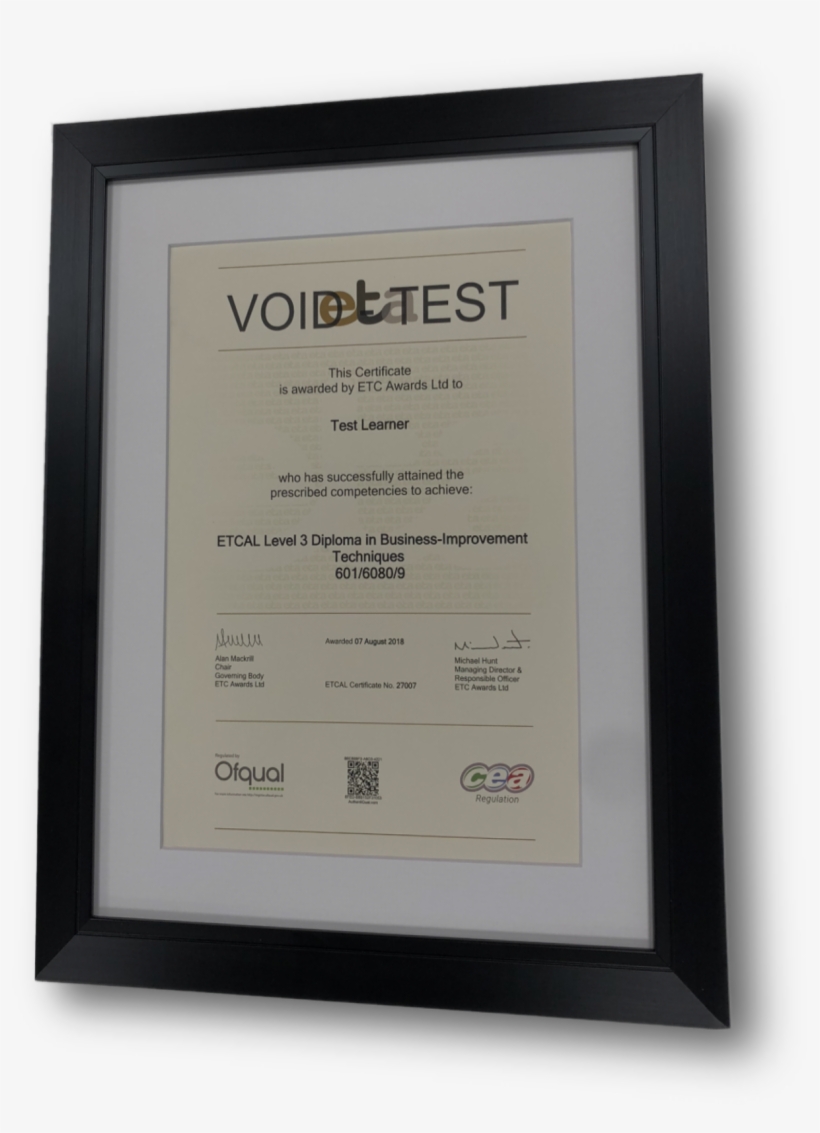 VOID eta TEST
This Certificate
is awarded by ETC Awards Ltd to
Test Learner
who has successfully attained the
prescribed competencies to achieve:
ETCAL Level 3 Diploma in Business-Improvement
Techniques
601/6080/9
Awarded 07 August 2018
Alan Mackrill
Chair
Governing Body
ETC Awards Ltd
ETCAL Certificate No. 27007
Michael Hunt
Managing Director &
Responsible Officer
ETC Awards Ltd
Regulated by
Ofqual
cea
Regulation